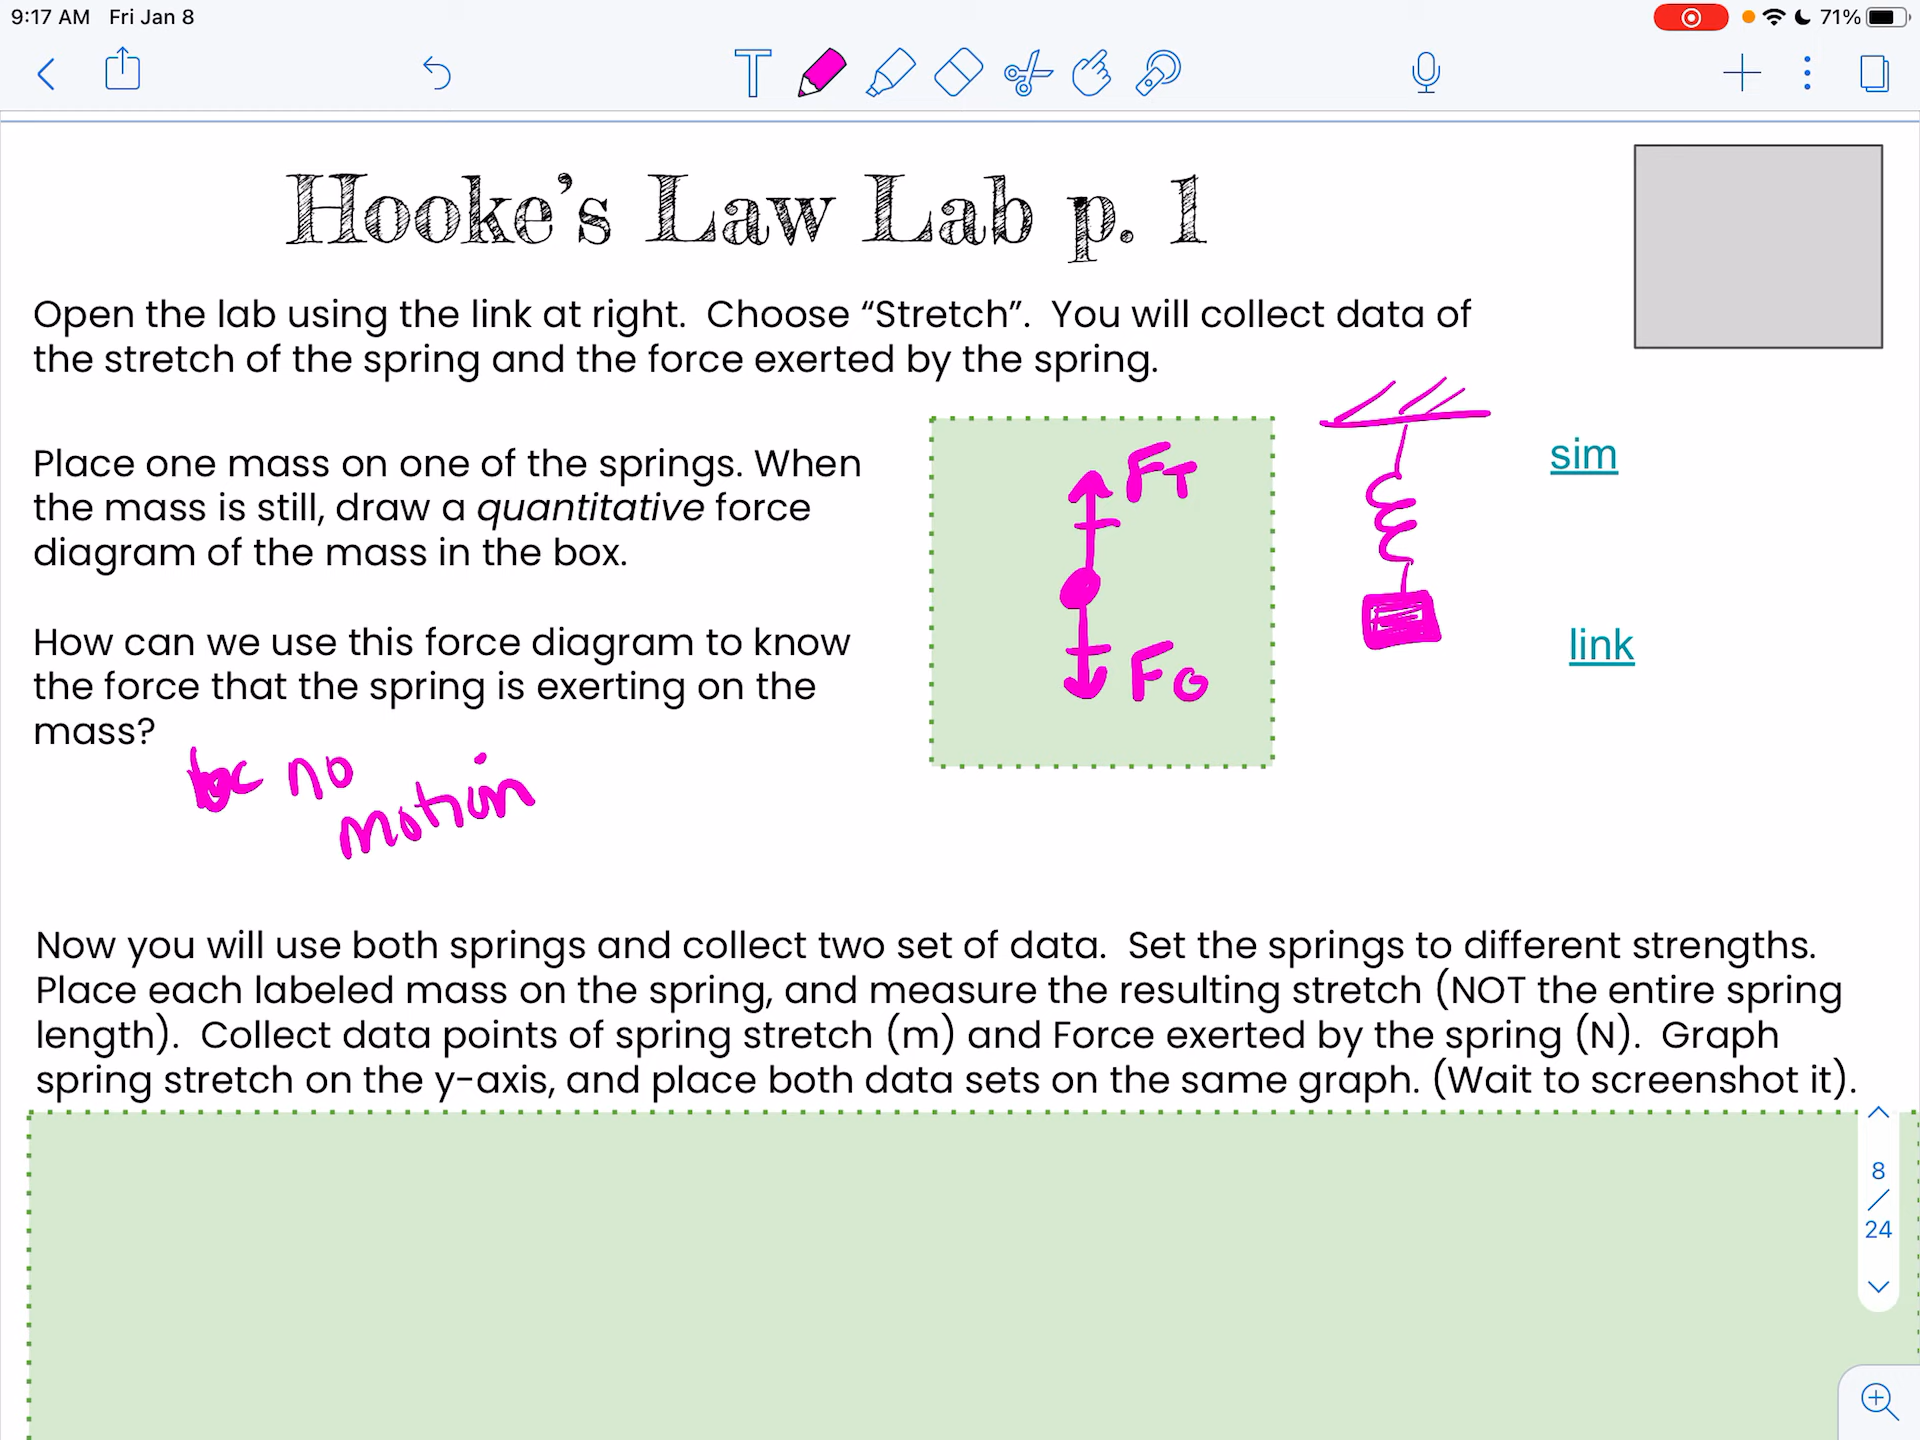 9:17 AM Fri Jan 8
71%
T
Hooke's Law Lab p. 1
Open the lab using the link at right. Choose “Stretch”. You will collect data of
the stretch of the spring and the force exerted by the spring.
Place one mass on one of the springs. When
the mass is still, draw a quantitative force
diagram of the mass in the box.
FT
FG
sim
link
How can we use this force diagram to know
the force that the spring is exerting on the
mass?
bc no
motion
Now you will use both springs and collect two set of data. Set the springs to different strengths.
Place each labeled mass on the spring, and measure the resulting stretch (NOT the entire spring
length). Collect data points of spring stretch (m) and Force exerted by the spring (N). Graph
spring stretch on the y-axis, and place both data sets on the same graph. (Wait to screenshot it).
8
/
24